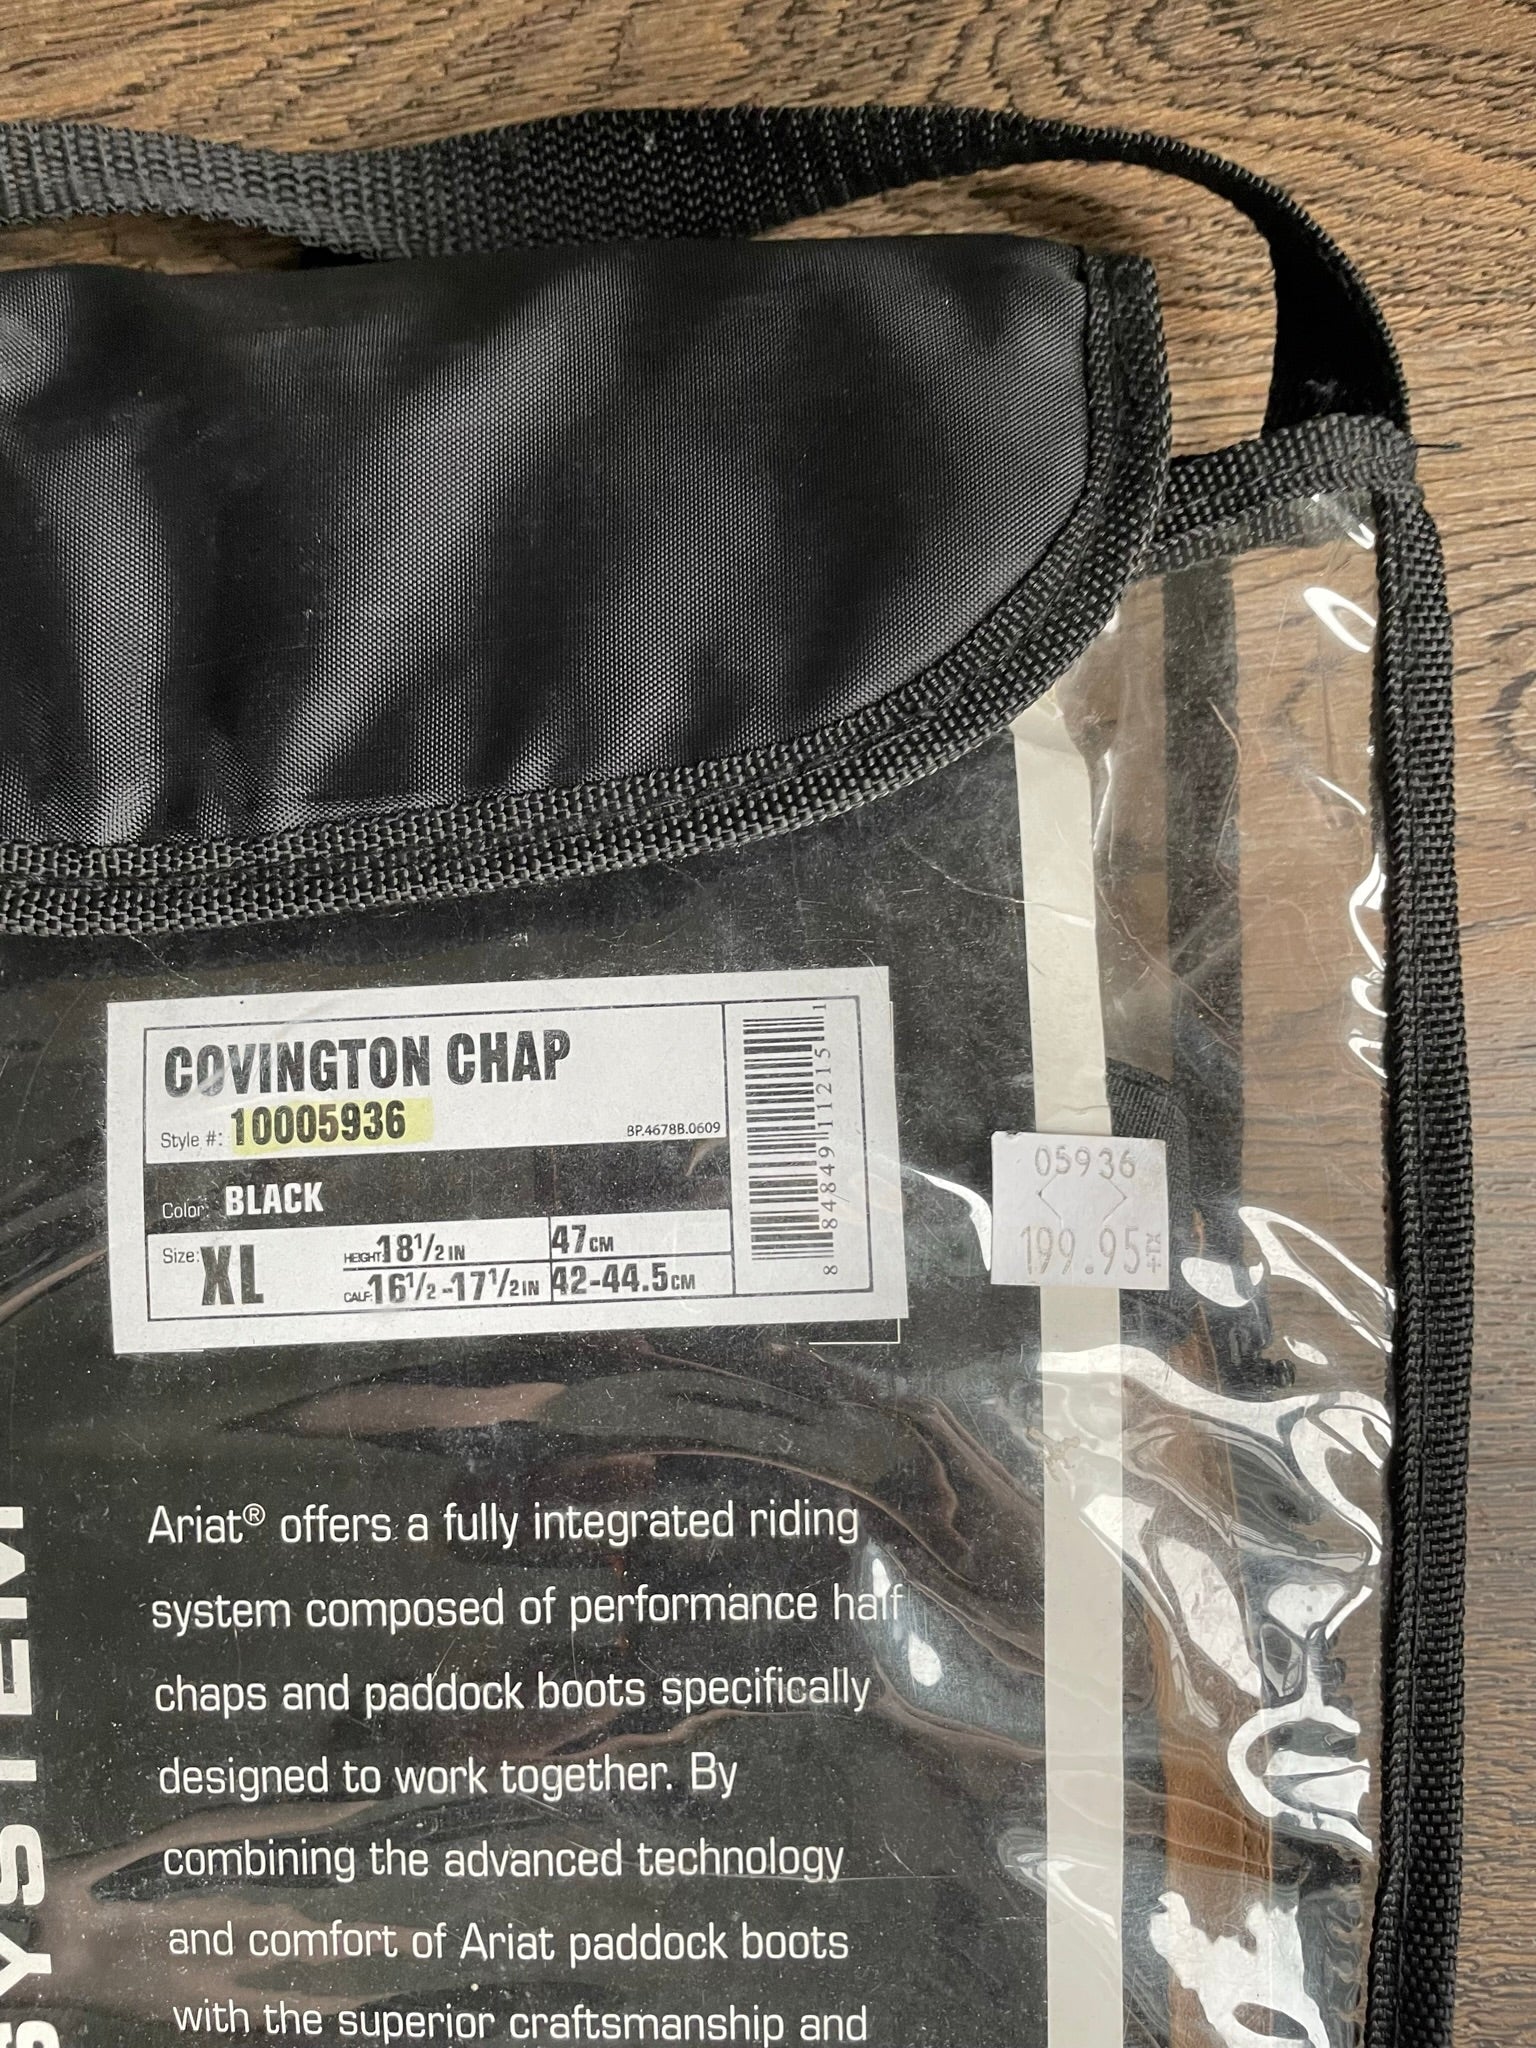 COVINGTON CHAP
Style #: 10005936
BP.4678B.0609
Color: BLACK
Size: XL
HEIGHT: 18 1/2 IN
47 CM
CALF: 16 1/2 -17 1/2 IN
42-44.5 CM
8 84849 11215 1
05936
199.95 +TX
SYSTEM
Ariat® offers a fully integrated riding
system composed of performance half
chaps and paddock boots specifically
designed to work together. By
combining the advanced technology
and comfort of Ariat paddock boots
with the superior craftsmanship and